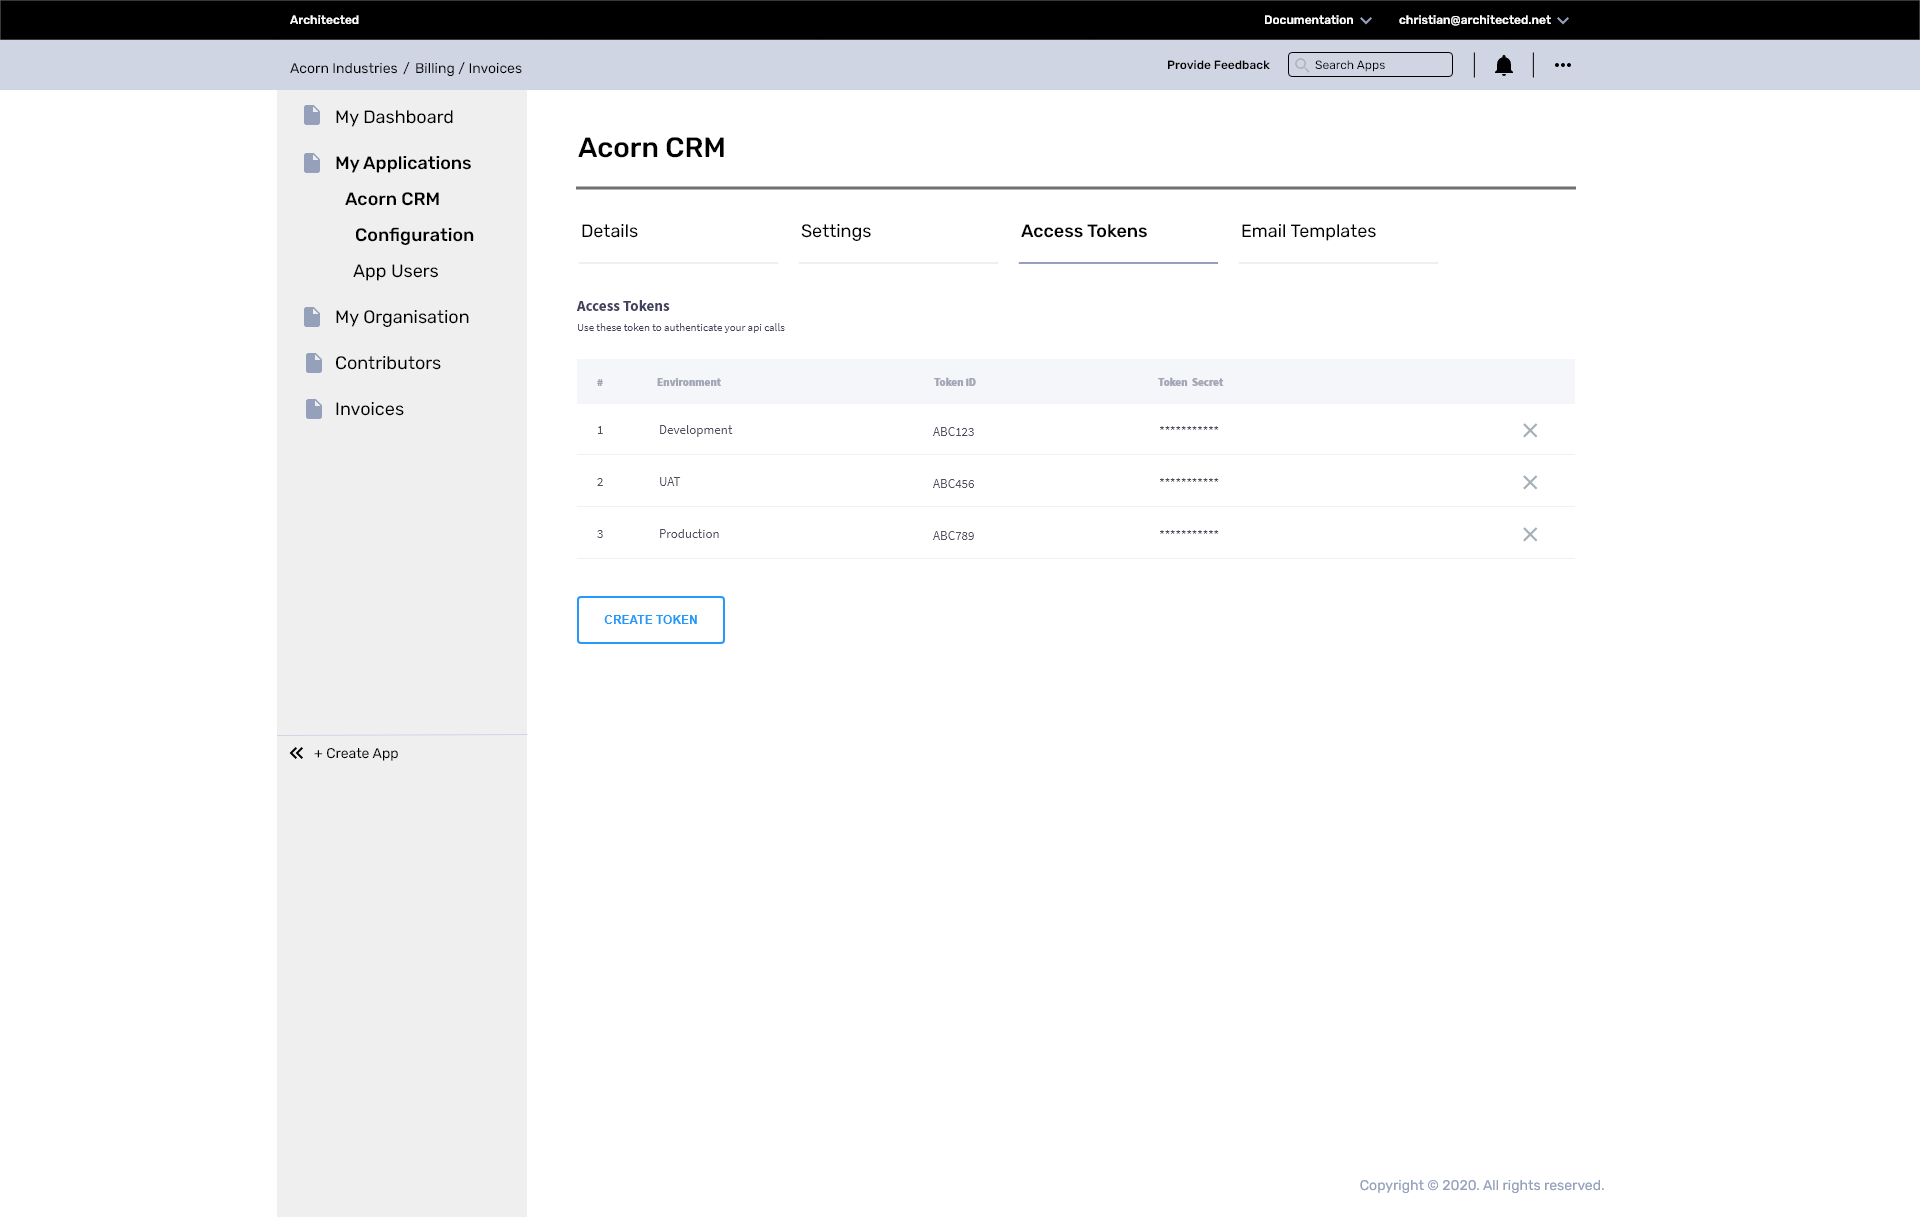 Architected
Documentation
christian@architected.net
Acorn Industries / Billing / Invoices
Provide Feedback
Search Apps
My Dashboard
My Applications
Acorn CRM
Configuration
App Users
My Organisation
Contributors
Invoices
+ Create App
Acorn CRM
Details
Settings
Access Tokens
Email Templates
Access Tokens
Use these token to authenticate your api calls
# Environment Token ID Token Secret
1 Development ABC123 ***********
2 UAT ABC456 ***********
3 Production ABC789 ***********
CREATE TOKEN
Copyright © 2020. All rights reserved.